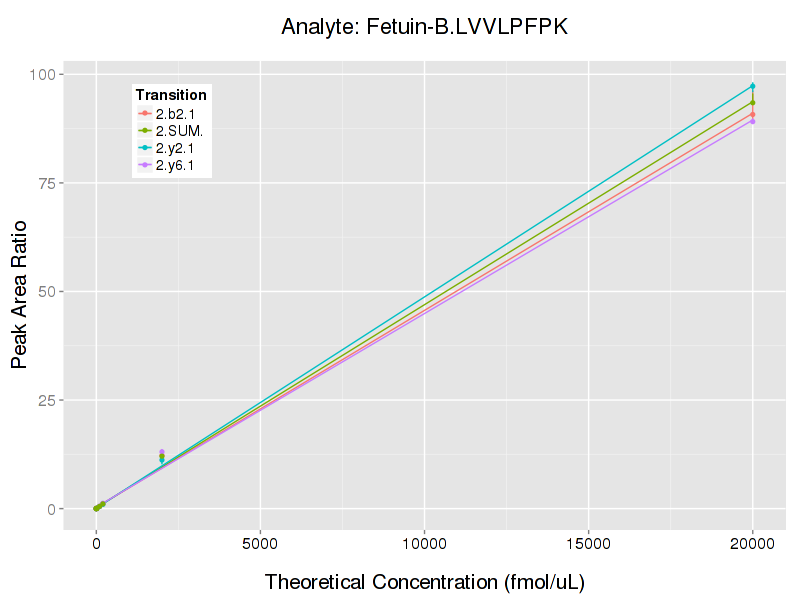 Analyte: Fetuin-B.LVVLPFPK
Peak Area Ratio
100
75
50
25
0
Transition
2.b2.1
2.SUM.
2.y2.1
2.y6.1
0 5000 10000 15000 20000
Theoretical Concentration (fmol/uL)